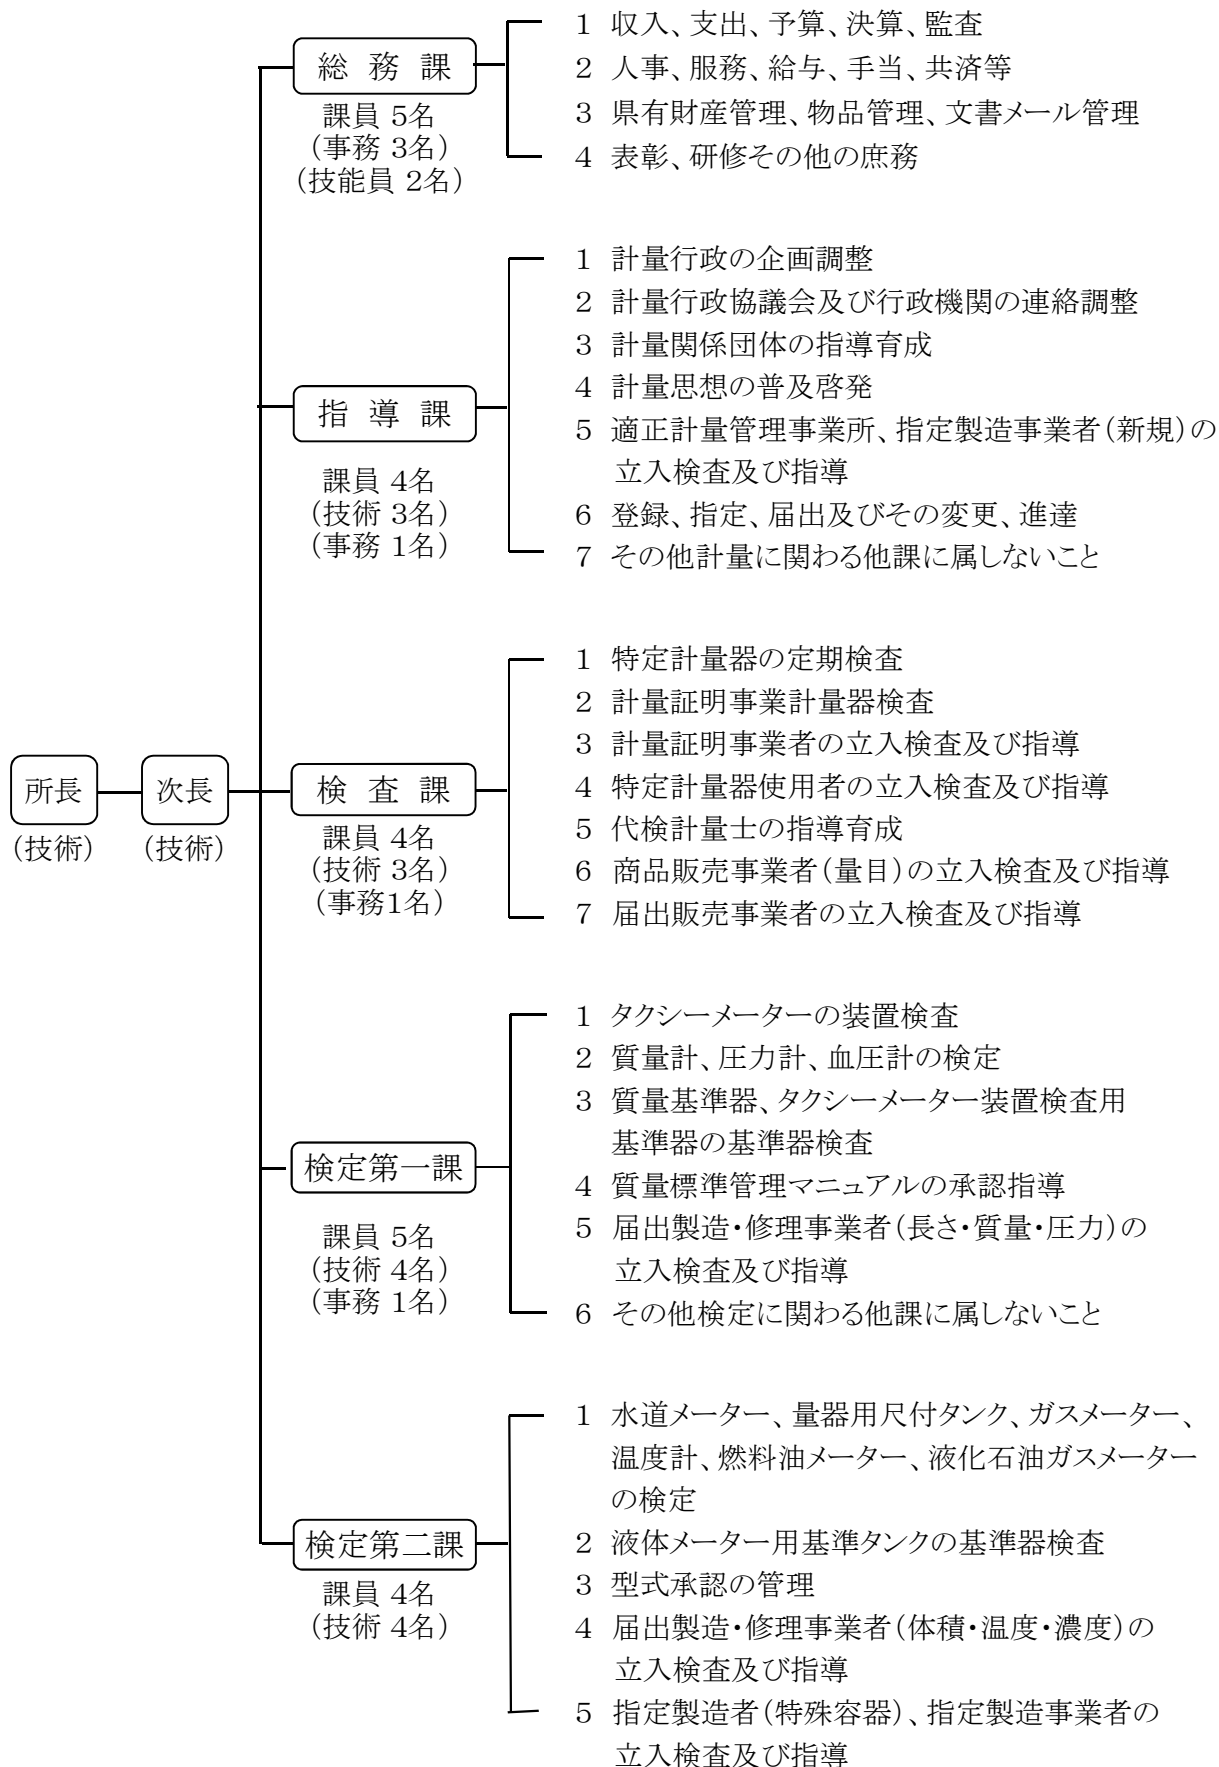 総務課
課員 5名
(事務 3名)
(技能員 2名)
1 収入、支出、予算、決算、監査
2 人事、服務、給与、手当、共済等
3 県有財産管理、物品管理、文書メール管理
4 表彰、研修その他の庶務
指導課
課員 4名
(技術 3名)
(事務 1名)
1 計量行政の企画調整
2 計量行政協議会及び行政機関の連絡調整
3 計量関係団体の指導育成
4 計量思想の普及啓発
5 適正計量管理事業所、指定製造事業者(新規)の
立入検査及び指導
6 登録、指定、届出及びその変更、進達
7 その他計量に関わる他課に属しないこと
所長
(技術)
次長
(技術)
検査課
課員 4名
(技術 3名)
(事務1名)
1 特定計量器の定期検査
2 計量証明事業計量器検査
3 計量証明事業者の立入検査及び指導
4 特定計量器使用者の立入検査及び指導
5 代検計量士の指導育成
6 商品販売事業者(量目)の立入検査及び指導
7 届出販売事業者の立入検査及び指導
検定第一課
課員 5名
(技術 4名)
(事務 1名)
1 タクシーメーターの装置検査
2 質量計、圧力計、血圧計の検定
3 質量基準器、タクシーメーター装置検査用
基準器の基準器検査
4 質量標準管理マニュアルの承認指導
5 届出製造・修理事業者(長さ・質量・圧力)の
立入検査及び指導
6 その他検定に関わる他課に属しないこと
検定第二課
課員 4名
(技術 4名)
1 水道メーター、量器用尺付タンク、ガスメーター、
温度計、燃料油メーター、液化石油ガスメーター
の検定
2 液体メーター用基準タンクの基準器検査
3 型式承認の管理
4 届出製造・修理事業者(体積・温度・濃度)の
立入検査及び指導
5 指定製造者(特殊容器)、指定製造事業者の
立入検査及び指導